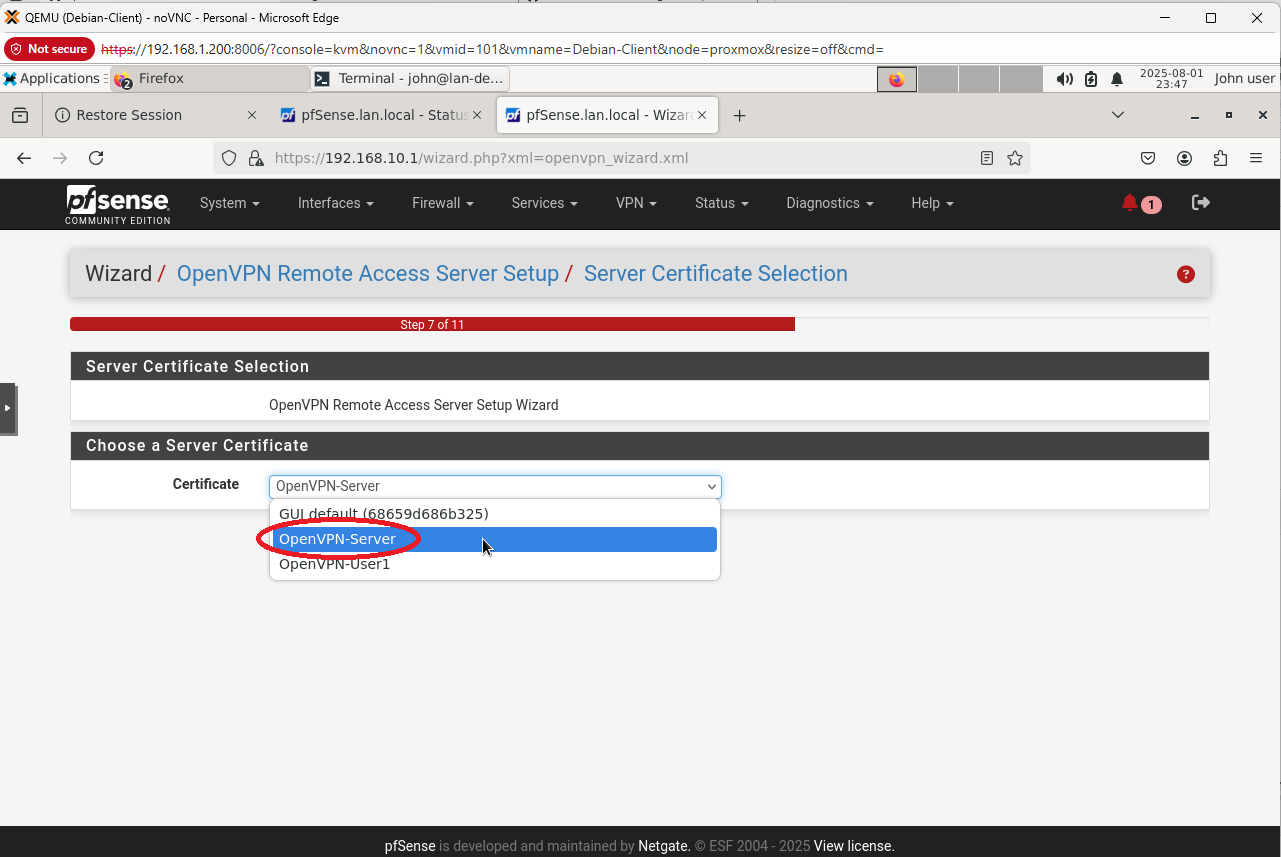 QEMU (Debian-Client) - noVNC - Personal - Microsoft Edge
Not secure https://192.168.1.200:8006/?console=kvm&novnc=1&vmid=101&vmname=Debian-Client&node=proxmox&resize=off&cmd=
Applications 2 Firefox Terminal - john@lan-de... 2025-08-01 23:47 John user
Restore Session pfSense.lan.local - Status pfSense.lan.local - Wizard
https://192.168.10.1/wizard.php?xml=openvpn_wizard.xml
pfsense System Interfaces Firewall Services VPN Status Diagnostics Help 1
COMMUNITY EDITION
Wizard / OpenVPN Remote Access Server Setup / Server Certificate Selection ?
Step 7 of 11
Server Certificate Selection
OpenVPN Remote Access Server Setup Wizard
Choose a Server Certificate
Certificate OpenVPN-Server
GUI default (68659d686b325)
OpenVPN-Server
OpenVPN-User1
pfSense is developed and maintained by Netgate. © ESF 2004 - 2025 View license.